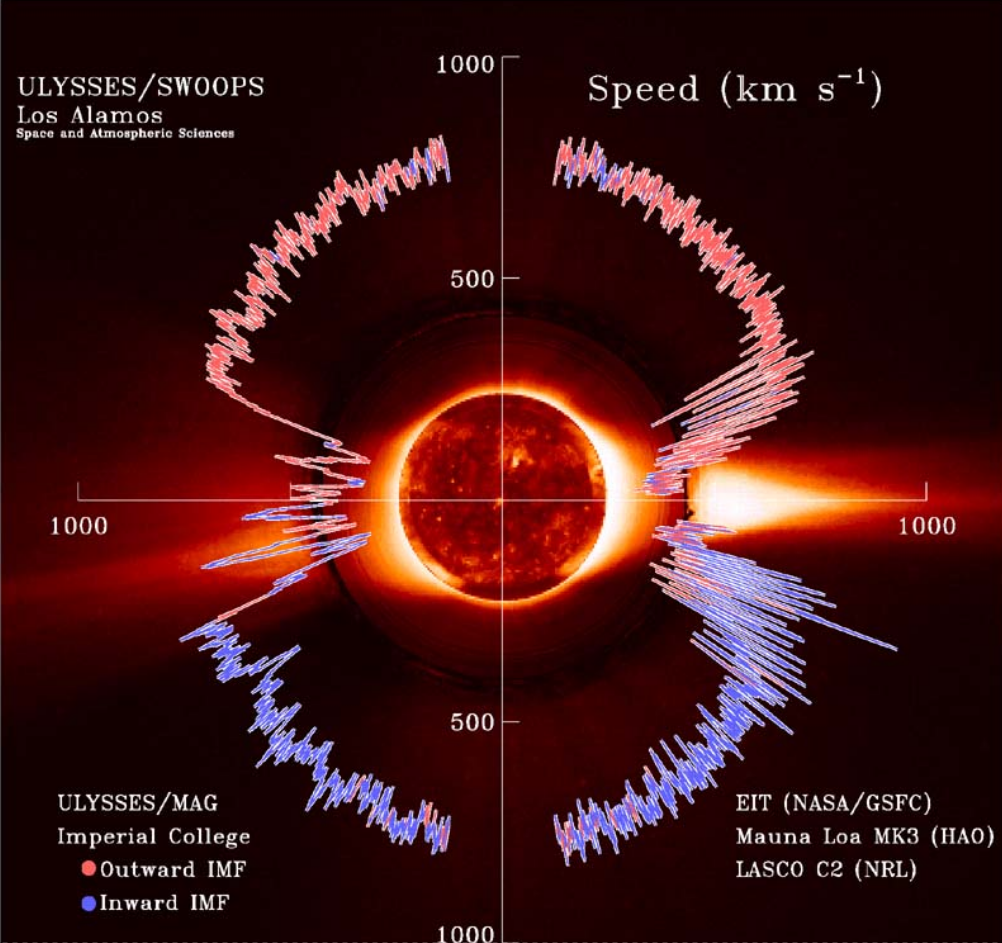 ULYSSES/SWOOPS
Los Alamos
Space and Atmospheric Sciences
1000
Speed (km s⁻¹)
500
1000
1000
500
ULYSSES/MAG
Imperial College
Outward IMF
Inward IMF
EIT (NASA/GSFC)
Mauna Loa MK3 (HAO)
LASCO C2 (NRL)
1000